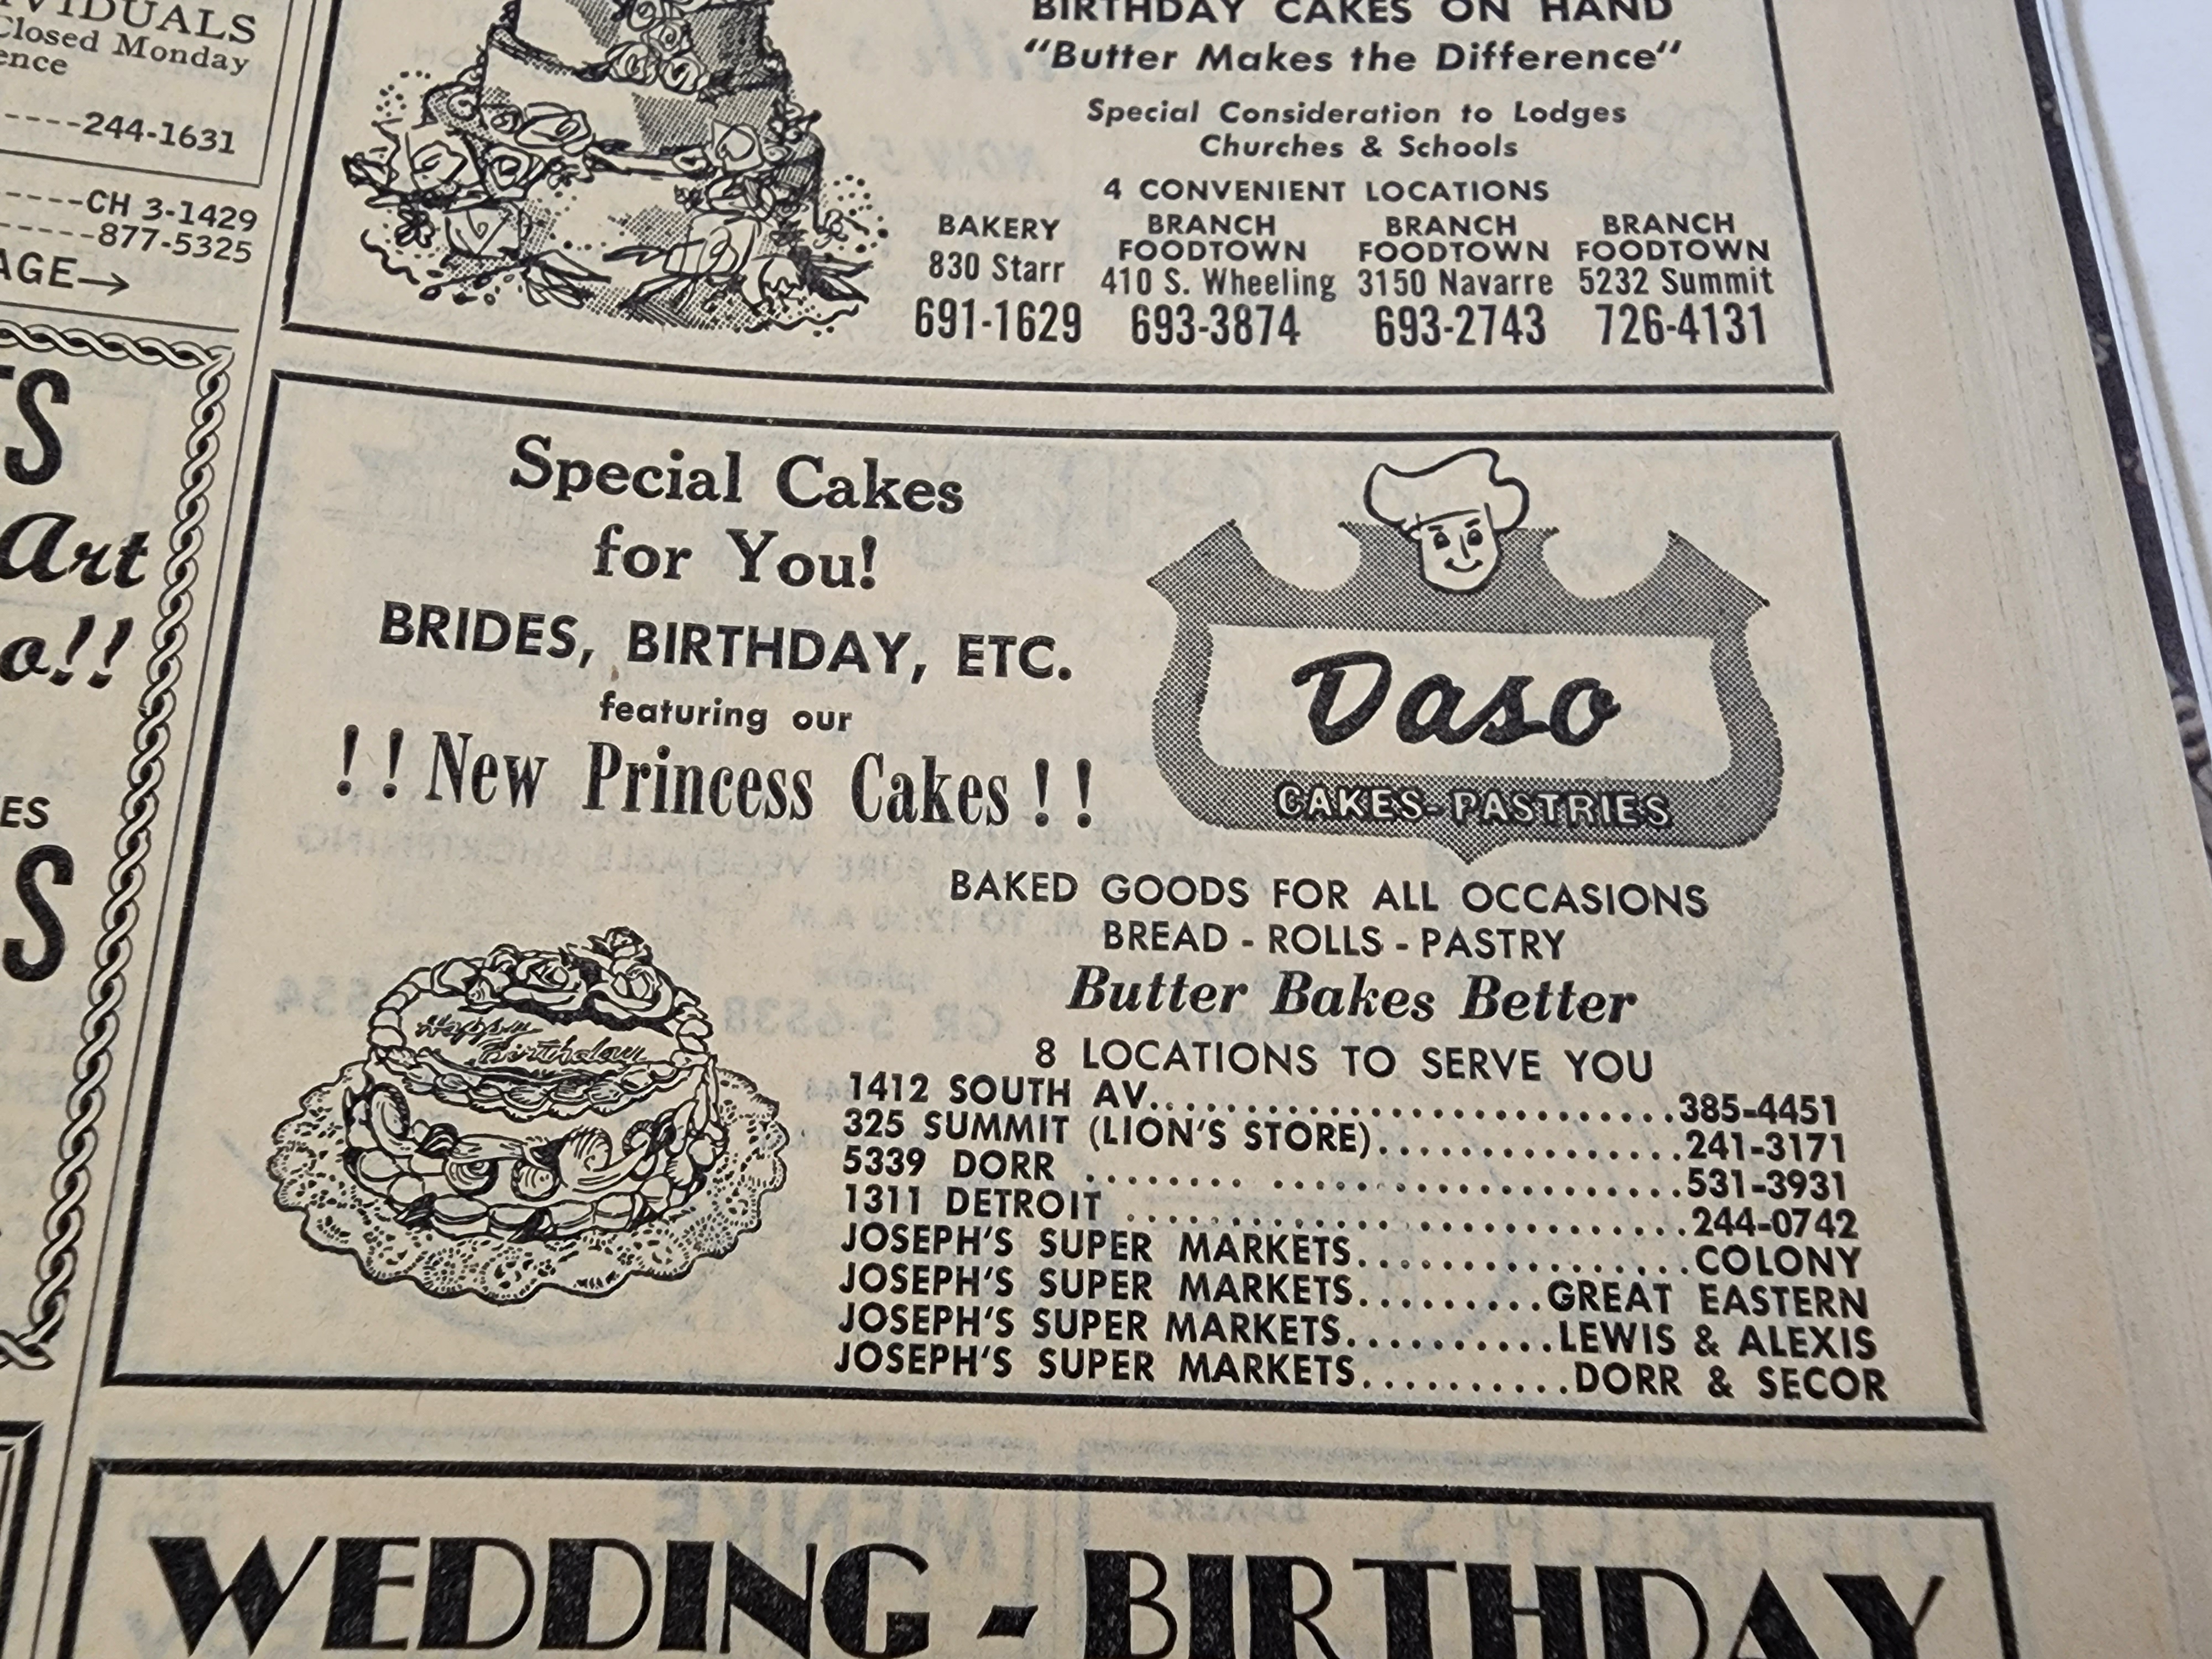 VIDUALS
Closed Monday
ence
----244-1631
----CH 3-1429
-----877-5325
AGE→
TS
Art
o!!
ES
S
BIRTHDAY CAKES ON HAND
"Butter Makes the Difference"
Special Consideration to Lodges
Churches & Schools
4 CONVENIENT LOCATIONS
BAKERY
830 Starr
691-1629
BRANCH
FOODTOWN
410 S. Wheeling
693-3874
BRANCH
FOODTOWN
3150 Navarre
693-2743
BRANCH
FOODTOWN
5232 Summit
726-4131
Special Cakes
for You!
BRIDES, BIRTHDAY, ETC.
featuring our
!! New Princess Cakes !!
Daso
CAKES-PASTRIES
BAKED GOODS FOR ALL OCCASIONS
BREAD - ROLLS - PASTRY
Butter Bakes Better
8 LOCATIONS TO SERVE YOU
1412 SOUTH AV............................385-4451
325 SUMMIT (LION'S STORE)................241-3171
5339 DORR ........ .....................531-3931
1311 DETROIT .............................244-0742
JOSEPH'S SUPER MARKETS.................COLONY
JOSEPH'S SUPER MARKETS.........GREAT EASTERN
JOSEPH'S SUPER MARKETS..........LEWIS & ALEXIS
JOSEPH'S SUPER MARKETS..........DORR & SECOR
Happy
Birthday
WEDDING - BIRTHDAY